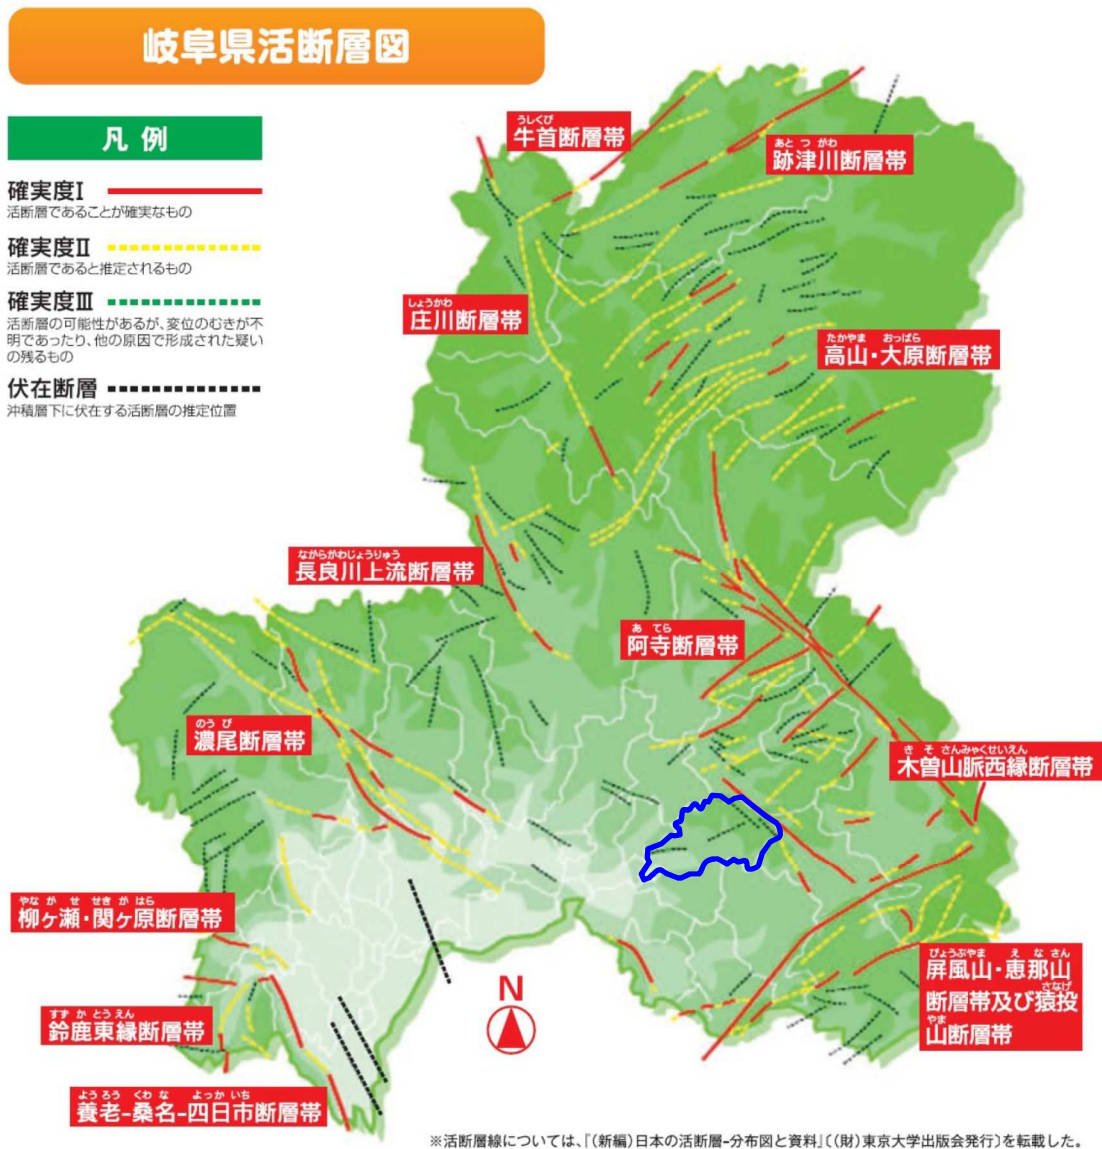 岐阜県活断層図
凡例
確実度Ⅰ
活断層であることが確実なもの
確実度Ⅱ
活断層であると推定されるもの
確実度Ⅲ
活断層の可能性があるが、変位のむきが不
明であったり、他の原因で形成された疑い
の残るもの
伏在断層
沖積層下に伏在する活断層の推定位置
うしくび
牛首断層帯
あとつがわ
跡津川断層帯
しょうかわ
庄川断層帯
たかやま おっぱら
高山・大原断層帯
ながらがわじょうりゅう
長良川上流断層帯
あてら
阿寺断層帯
のうび
濃尾断層帯
きそさんみゃくせいえん
木曽山脈西縁断層帯
やながせ せきがはら
柳ヶ瀬・関ヶ原断層帯
びょうぶやま えなさん
屏風山・恵那山
さなげ
断層帯及び猿投
やま
山断層帯
すずかとうえん
鈴鹿東縁断層帯
ようろう くわな よっかいち
養老-桑名-四日市断層帯
N
※活断層線については、『(新編)日本の活断層-分布図と資料』〔(財)東京大学出版会発行〕を転載した。